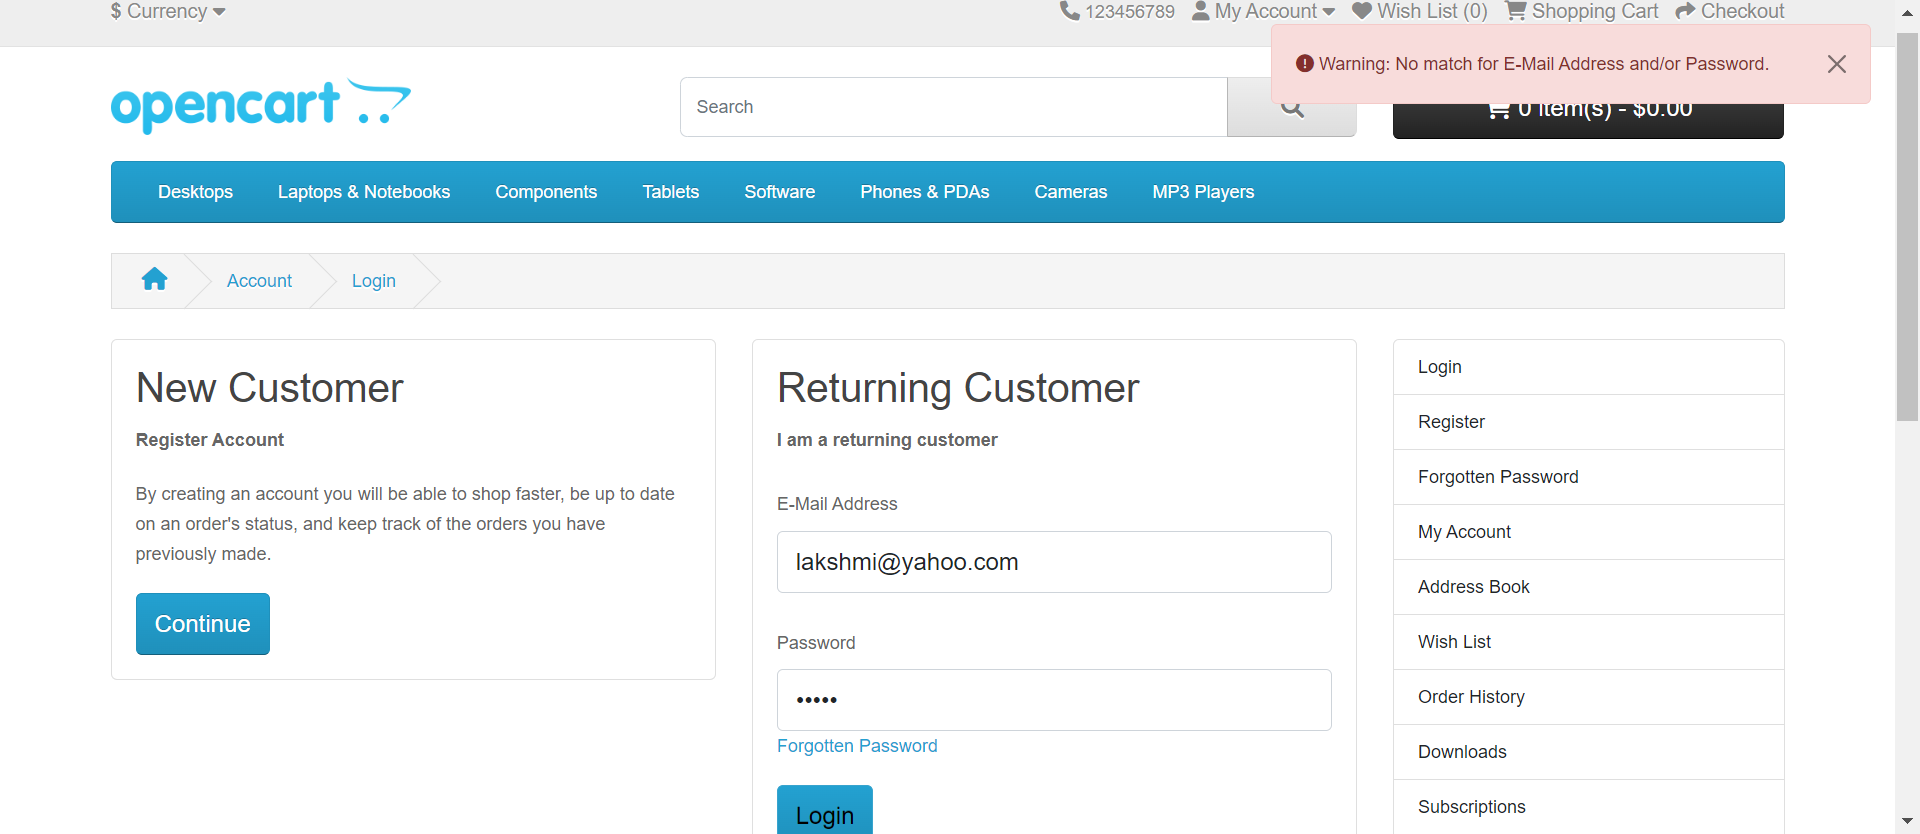 $ Currency
123456789 My Account Wish List (0) Shopping Cart Checkout
Warning: No match for E-Mail Address and/or Password.
opencart
Search
0 item(s) - $0.00
Desktops Laptops & Notebooks Components Tablets Software Phones & PDAs Cameras MP3 Players
Account Login
New Customer
Register Account
By creating an account you will be able to shop faster, be up to date
on an order's status, and keep track of the orders you have
previously made.
Continue
Returning Customer
I am a returning customer
E-Mail Address
lakshmi@yahoo.com
Password
•••••
Forgotten Password
Login
Login
Register
Forgotten Password
My Account
Address Book
Wish List
Order History
Downloads
Subscriptions